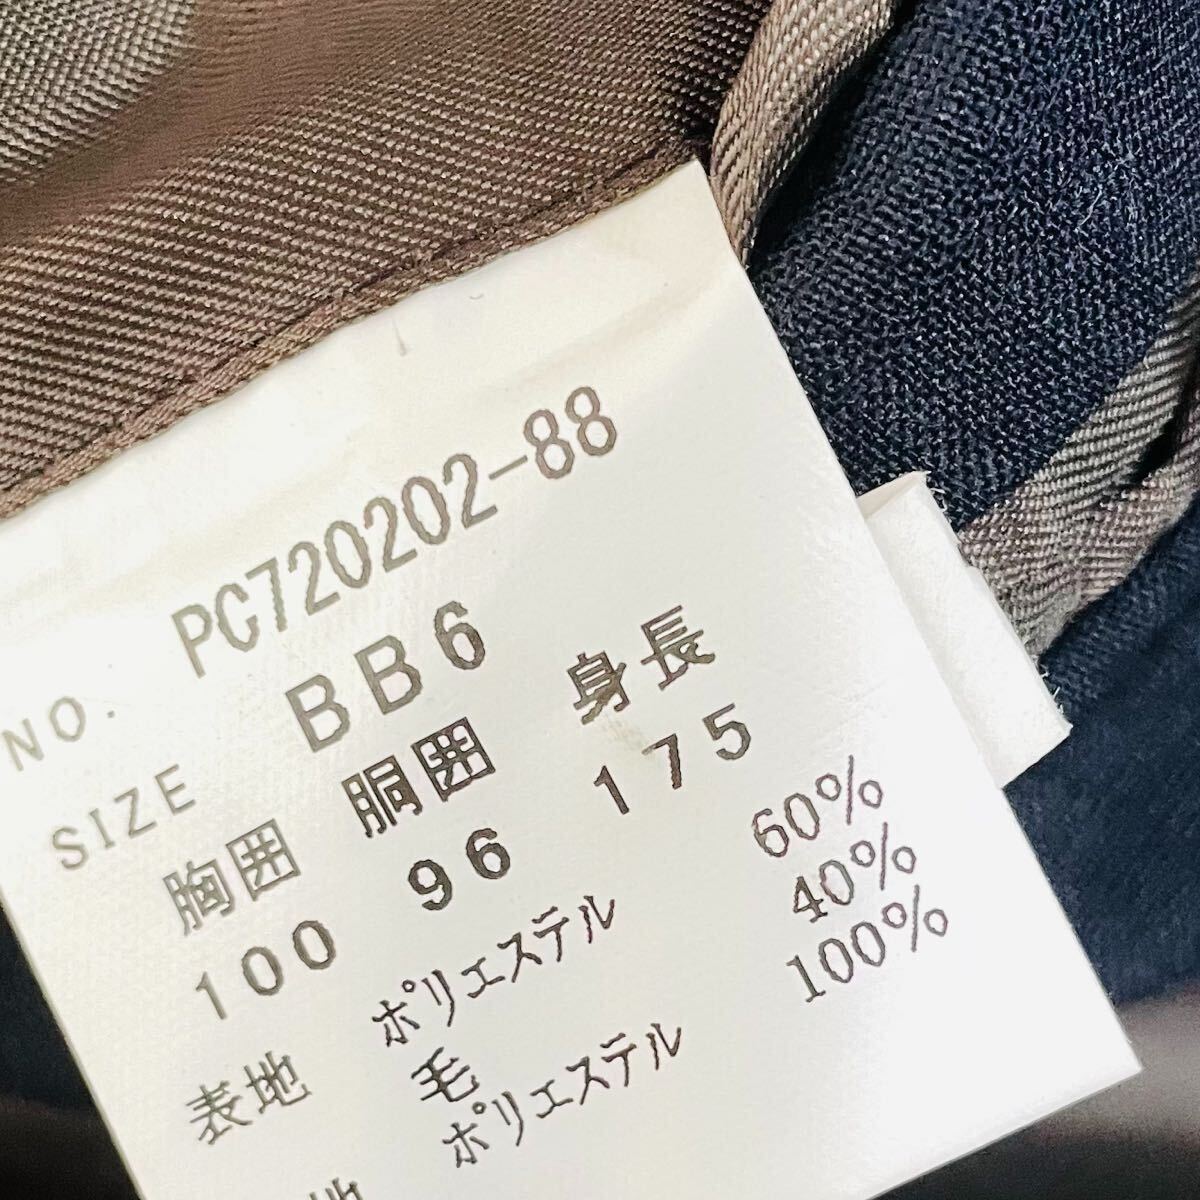 NO. PC720202-88
SIZE BB6
胸囲 胴囲 身長
100 96 175
表地 ポリエステル 60%
毛 40%
地 ポリエステル 100%